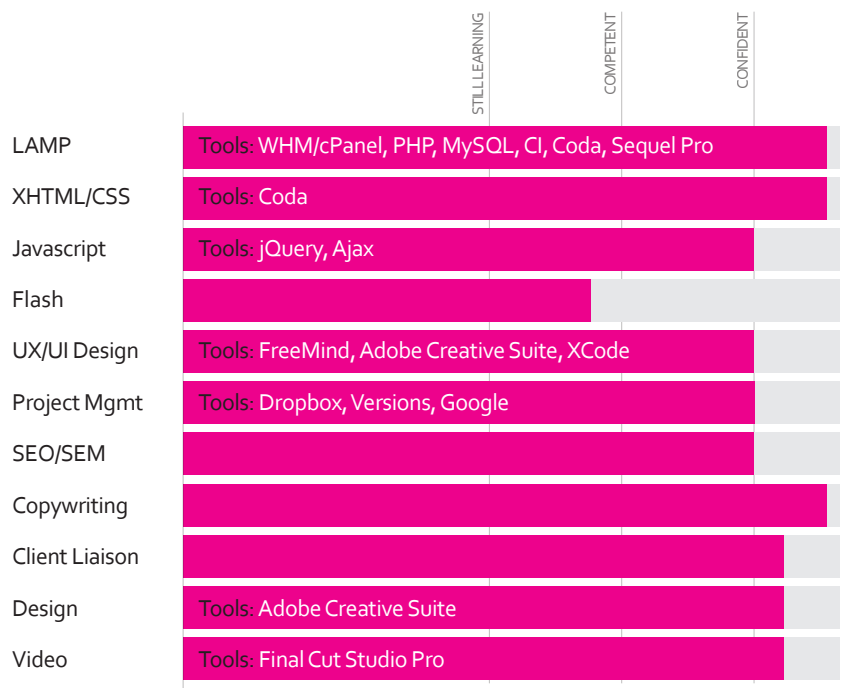 STILL LEARNING
COMPETENT
CONFIDENT
LAMP Tools: WHM/cPanel, PHP, MySQL, CI, Coda, Sequel Pro
XHTML/CSS Tools: Coda
Javascript Tools: jQuery, Ajax
Flash
UX/UI Design Tools: FreeMind, Adobe Creative Suite, XCode
Project Mgmt Tools: Dropbox, Versions, Google
SEO/SEM
Copywriting
Client Liaison
Design Tools: Adobe Creative Suite
Video Tools: Final Cut Studio Pro